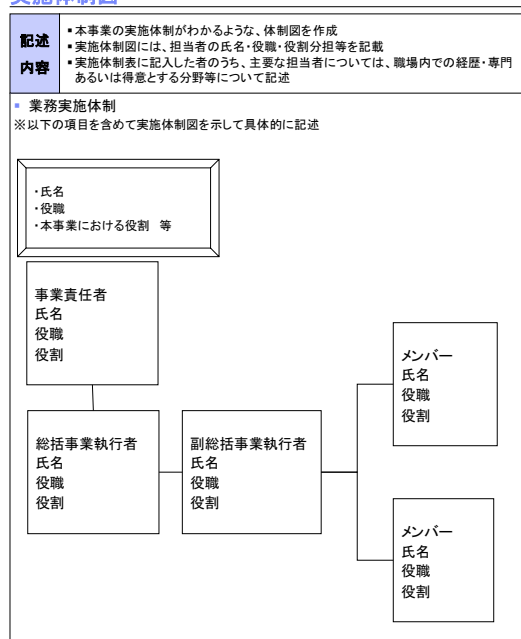 実施体制図
記述
内容
▪本事業の実施体制がわかるような、体制図を作成
▪実施体制図には、担当者の氏名・役職・役割分担等を記載
▪実施体制表に記入した者のうち、主要な担当者については、職場内での経歴・専門
あるいは得意とする分野等について記述
▪ 業務実施体制
※以下の項目を含めて実施体制図を示して具体的に記述
・氏名
・役職
・本事業における役割 等
事業責任者
氏名
役職
役割
総括事業執行者
氏名
役職
役割
副総括事業執行者
氏名
役職
役割
メンバー
氏名
役職
役割
メンバー
氏名
役職
役割